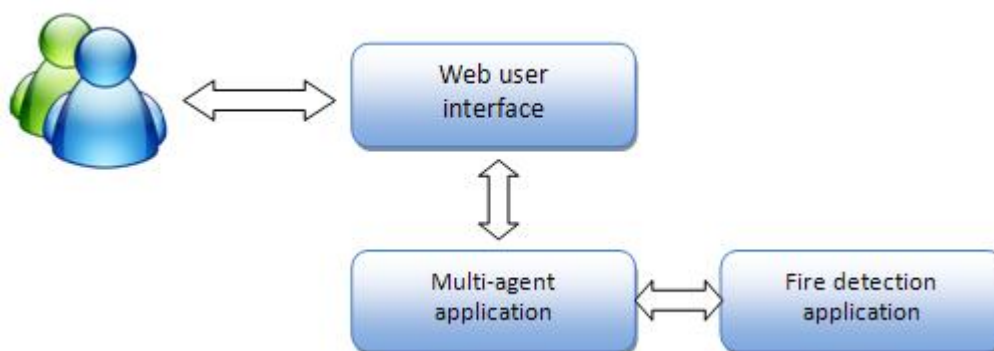 Web user
interface
Multi-agent
application
Fire detection
application